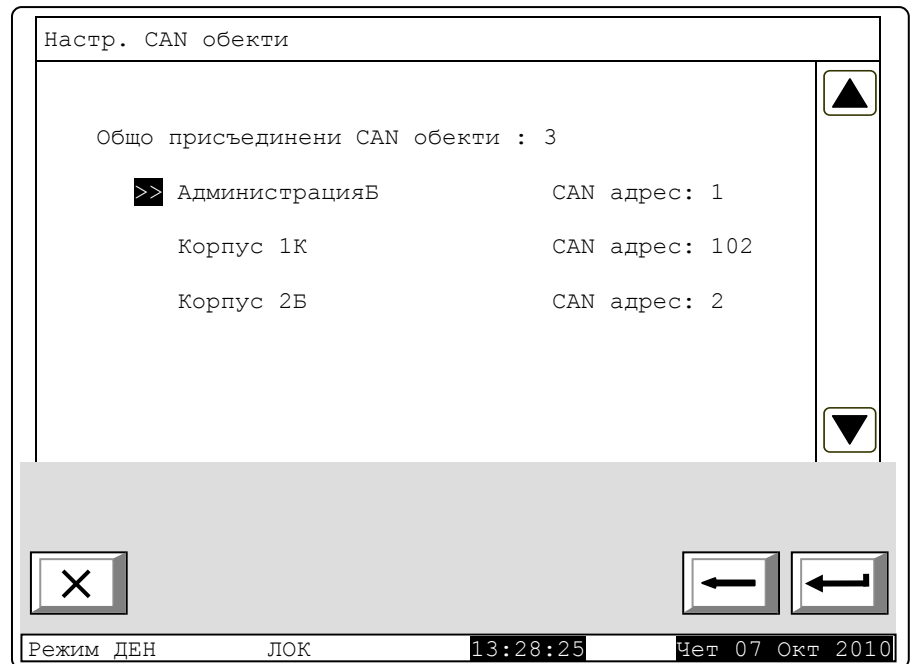 Настр. CAN обекти
Общо присъединени CAN обекти : 3
>> АдминистрацияБ CAN адрес: 1
Корпус 1К CAN адрес: 102
Корпус 2Б CAN адрес: 2
Режим ДЕН ЛОК 13:28:25 Чет 07 Окт 2010